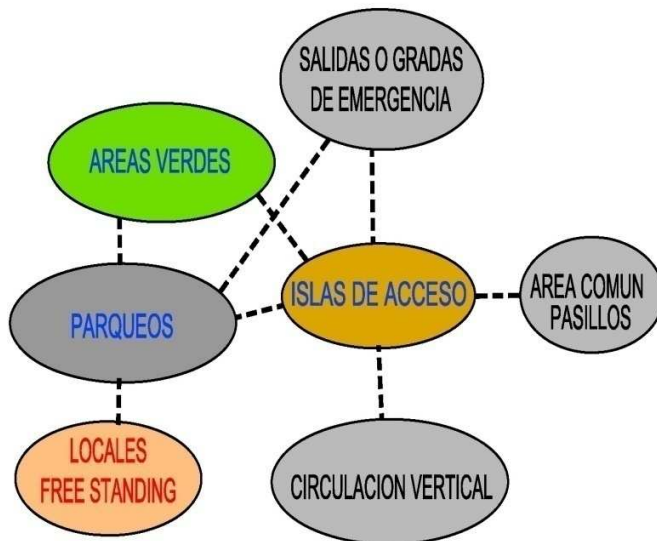 SALIDAS O GRADAS
DE EMERGENCIA
AREAS VERDES
ISLAS DE ACCESO
AREA COMUN
PASILLOS
PARQUEOS
LOCALES
FREE STANDING
CIRCULACION VERTICAL